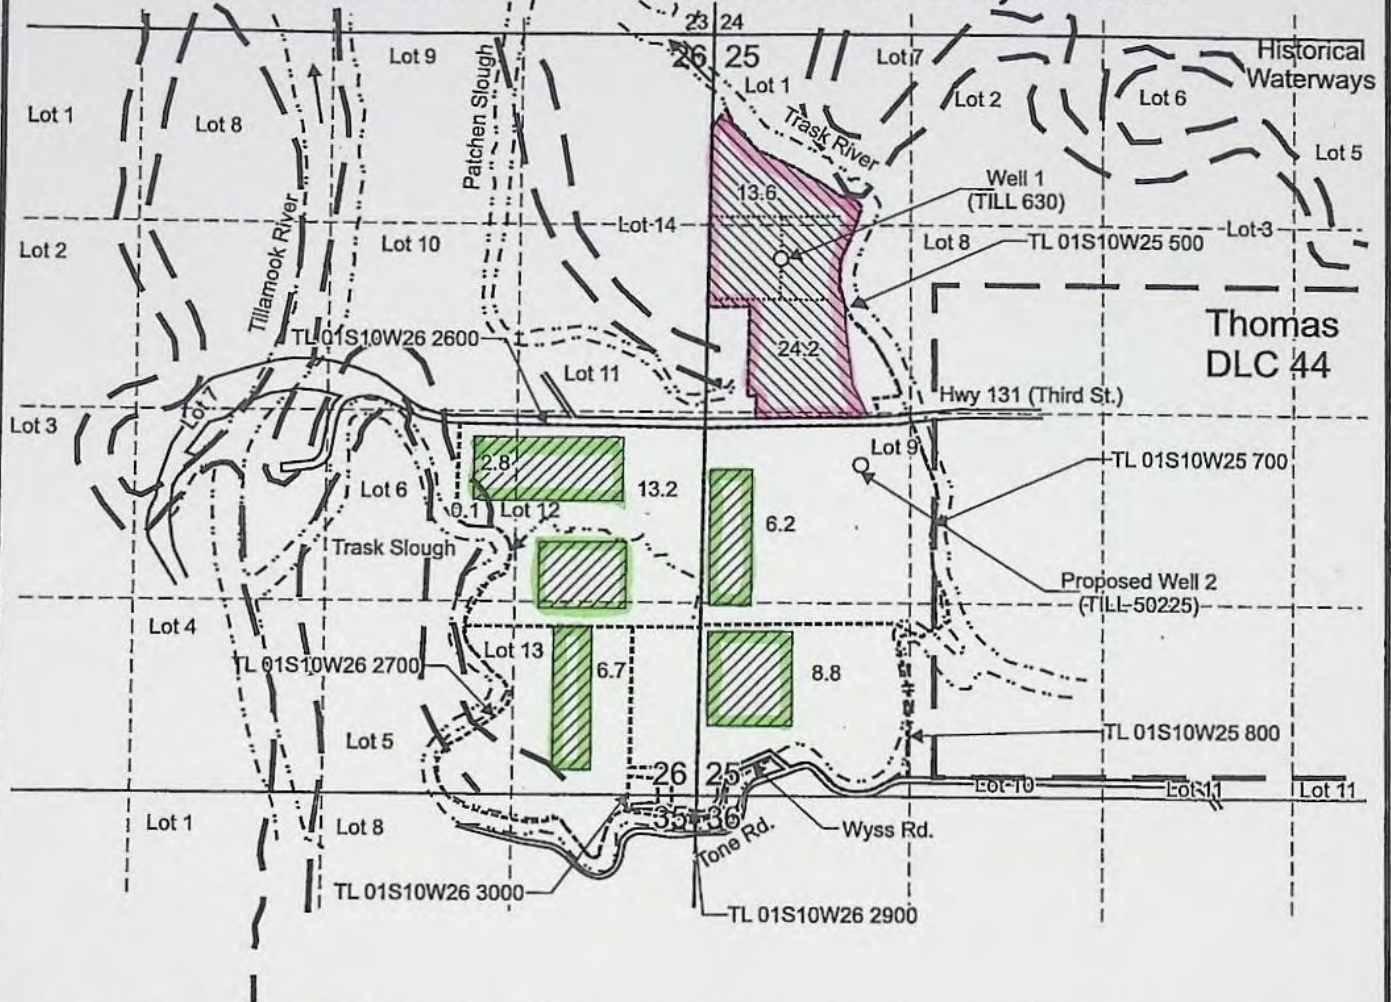 23 24
26 25
Lot 9
Lot 7
Historical
Waterways
Lot 1
Lot 1
Lot 8
Lot 2
Lot 6
Patchen Slough
Trask River
Lot 5
13.6
Well 1
(TILL 630)
Lot 2
Lot 10
Lot 14
Lot 8
Lot 3
TL 01S10W25 500
Tillamook River
TL 01S10W26 2600
24.2
Thomas
DLC 44
Lot 11
Hwy 131 (Third St.)
Lot 7
Lot 3
Lot 9
2.8
TL 01S10W25 700
Lot 6
13.2
0.1
Lot 12
6.2
Trask Slough
Proposed Well 2
(TILL-50225)
Lot 4
Lot 13
TL 01S10W26 2700
6.7
8.8
Lot 5
TL 01S10W25 800
26 25
Lot 10
Lot 11
Lot 11
35 36
Lot 1
Lot 8
Tone Rd.
Wyss Rd.
TL 01S10W26 3000
TL 01S10W26 2900